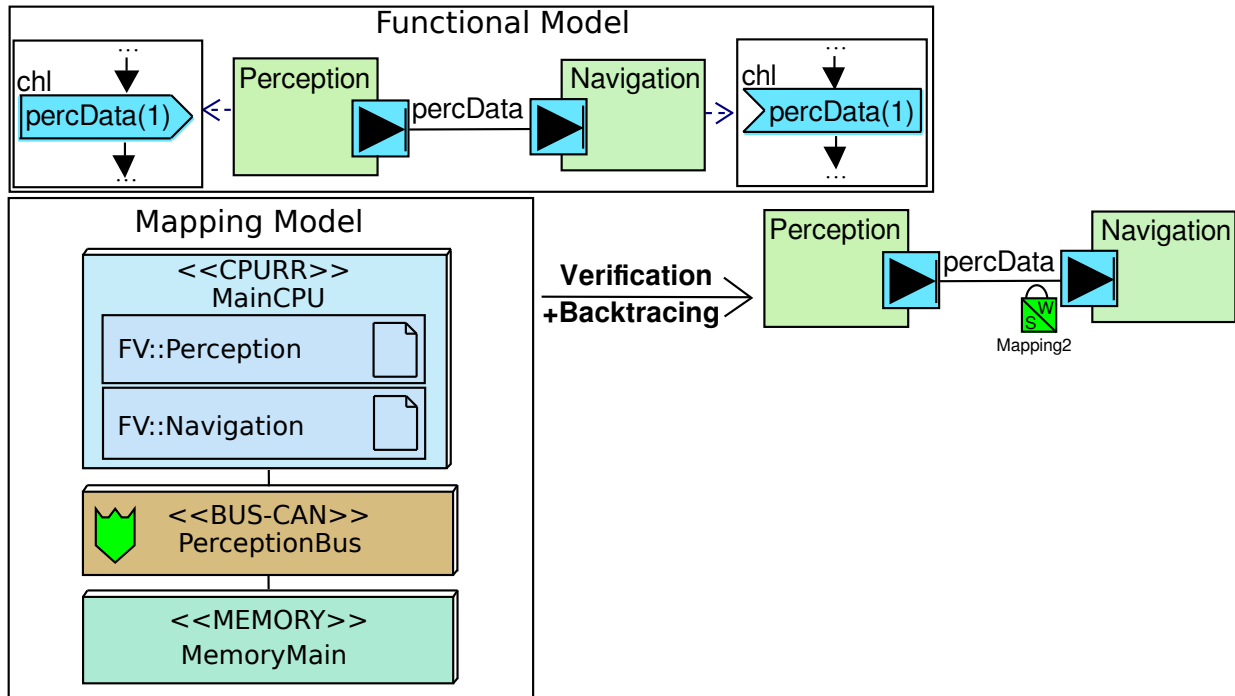 Functional Model
...
chl
percData(1)
...
Perception
percData
Navigation
...
chl
percData(1)
...
Mapping Model
<<CPURR>>
MainCPU
FV::Perception
FV::Navigation
<<BUS-CAN>>
PerceptionBus
<<MEMORY>>
MemoryMain
Verification
+Backtracing
Perception
percData
Navigation
W
S
Mapping2